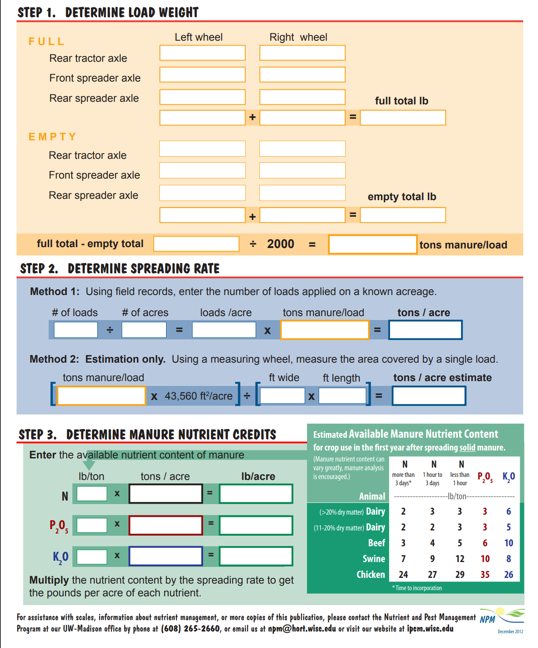 STEP 1. DETERMINE LOAD WEIGHT
Left wheel Right wheel
FULL
Rear tractor axle
Front spreader axle
Rear spreader axle
full total lb
+ =
EMPTY
Rear tractor axle
Front spreader axle
Rear spreader axle
empty total lb
+ =
full total - empty total ÷ 2000 = tons manure/load
STEP 2. DETERMINE SPREADING RATE
Method 1: Using field records, enter the number of loads applied on a known acreage.
# of loads # of acres loads /acre tons manure/load tons / acre
÷ = x =
Method 2: Estimation only. Using a measuring wheel, measure the area covered by a single load.
tons manure/load ft wide ft length tons / acre estimate
[ x 43,560 ft²/acre ] ÷ [ x ] =
STEP 3. DETERMINE MANURE NUTRIENT CREDITS
Enter the available nutrient content of manure
lb/ton tons / acre lb/acre
N x =
P₂O₅ x =
K₂O x =
Multiply the nutrient content by the spreading rate to get
the pounds per acre of each nutrient.
Estimated Available Manure Nutrient Content
for crop use in the first year after spreading solid manure.
(Manure nutrient content can
vary greatly, manure analysis
is encouraged.)
N N N P₂O₅ K₂O
more than 1 hour to less than
3 days* 3 days 1 hour
Animal ---lb/ton---
(>20% dry matter) Dairy 2 3 3 3 6
(11-20% dry matter) Dairy 2 2 3 3 5
Beef 3 4 5 6 10
Swine 7 9 12 10 8
Chicken 24 27 29 35 26
* Time to incorporation
For assistance with scales, information about nutrient management, or more copies of this publication, please contact the Nutrient and Pest Management
Program at our UW-Madison office by phone at (608) 265-2660, or email us at npm@hort.wisc.edu or visit our website at ipcm.wisc.edu
NPM
December 2012